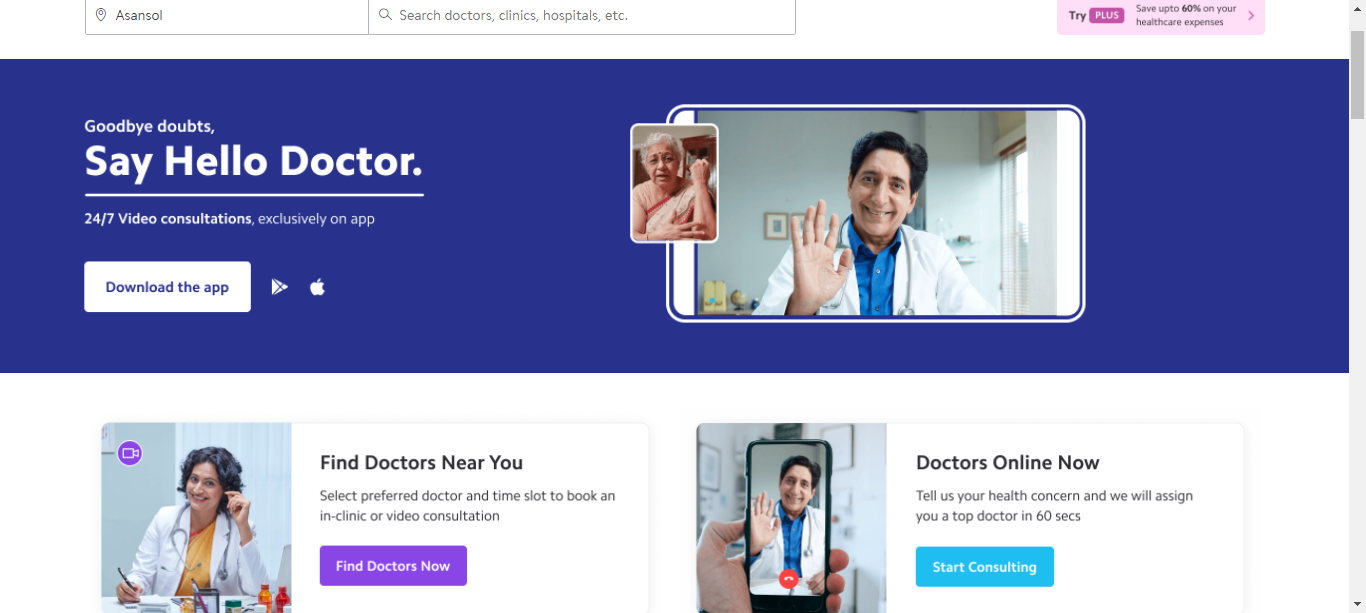 Asansol
Search doctors, clinics, hospitals, etc.
Try PLUS
Save upto 60% on your
healthcare expenses
Goodbye doubts,
Say Hello Doctor.
24/7 Video consultations, exclusively on app
Download the app
Find Doctors Near You
Select preferred doctor and time slot to book an
in-clinic or video consultation
Find Doctors Now
Doctors Online Now
Tell us your health concern and we will assign
you a top doctor in 60 secs
Start Consulting